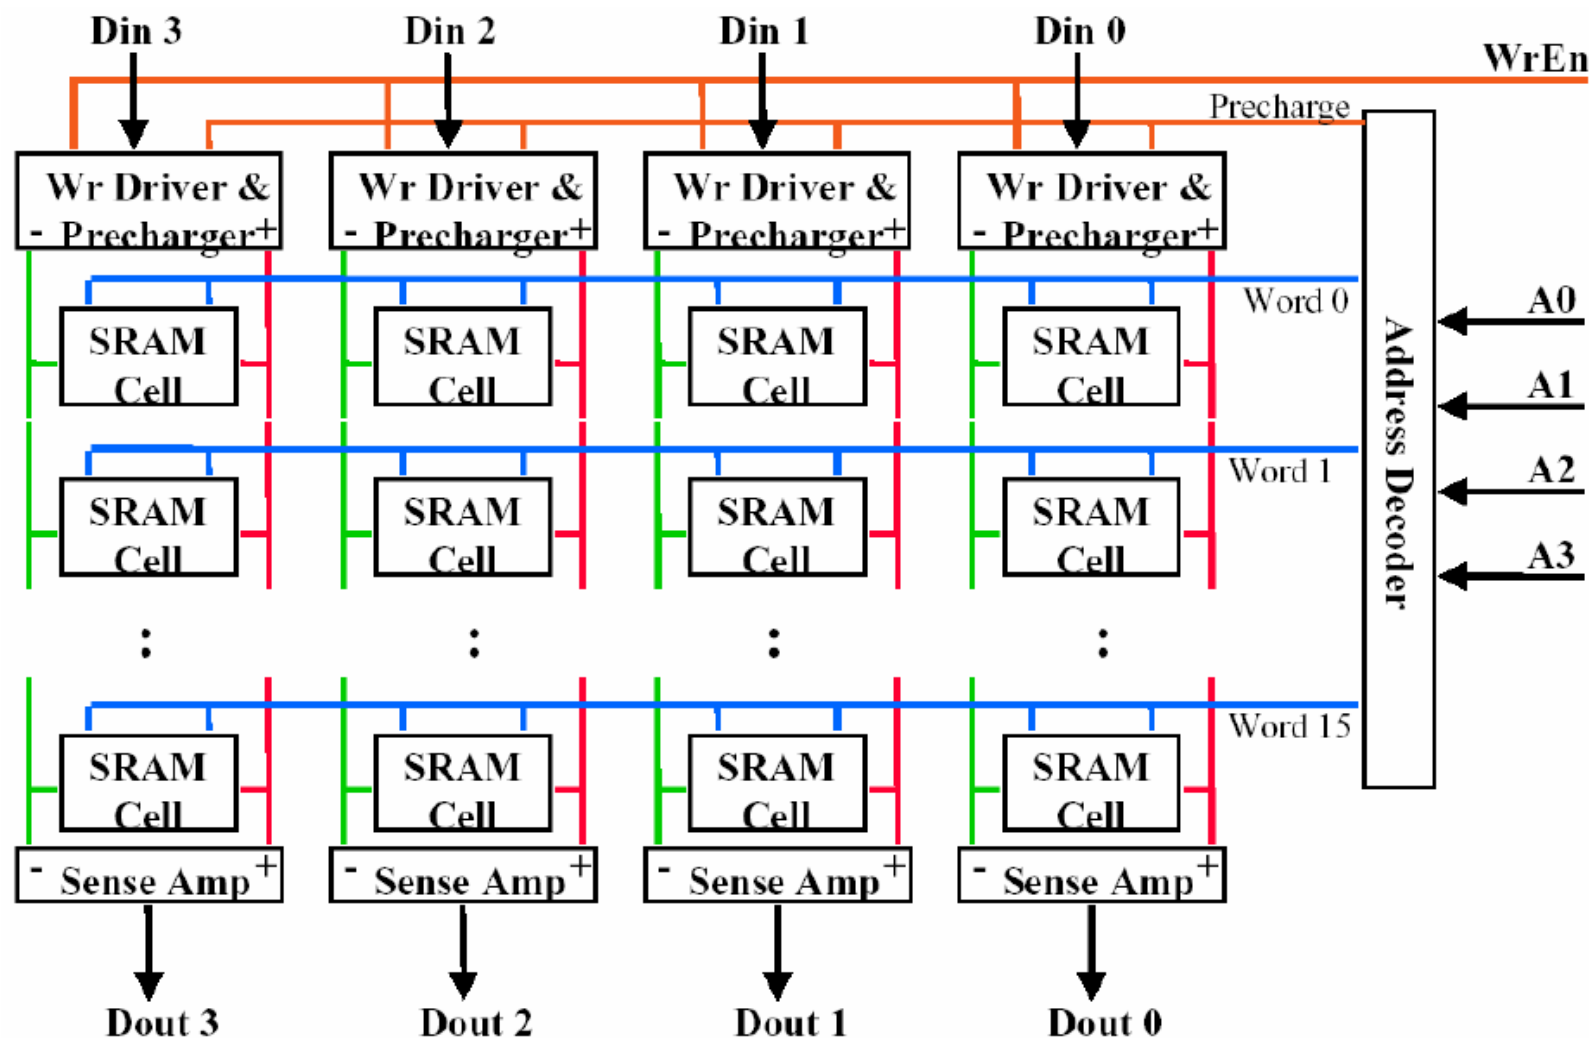 Din 3 Din 2 Din 1 Din 0
WrEn
Precharge
Wr Driver & Wr Driver & Wr Driver & Wr Driver &
- Precharger + - Precharger + - Precharger + - Precharger +
Word 0
A0
SRAM SRAM SRAM SRAM
Cell Cell Cell Cell
A1
Word 1
A2
SRAM SRAM SRAM SRAM
Cell Cell Cell Cell
A3
Address Decoder
: : : :
Word 15
SRAM SRAM SRAM SRAM
Cell Cell Cell Cell
- Sense Amp + - Sense Amp + - Sense Amp + - Sense Amp +
Dout 3 Dout 2 Dout 1 Dout 0